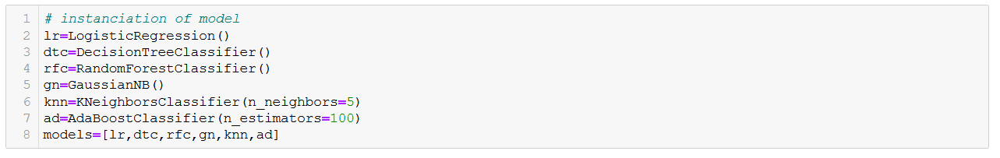 1 # instanciation of model
2 lr=LogisticRegression()
3 dtc=DecisionTreeClassifier()
4 rfc=RandomForestClassifier()
5 gn=GaussianNB()
6 knn=KNeighborsClassifier(n_neighbors=5)
7 ad=AdaBoostClassifier(n_estimators=100)
8 models=[lr,dtc,rfc,gn,knn,ad]